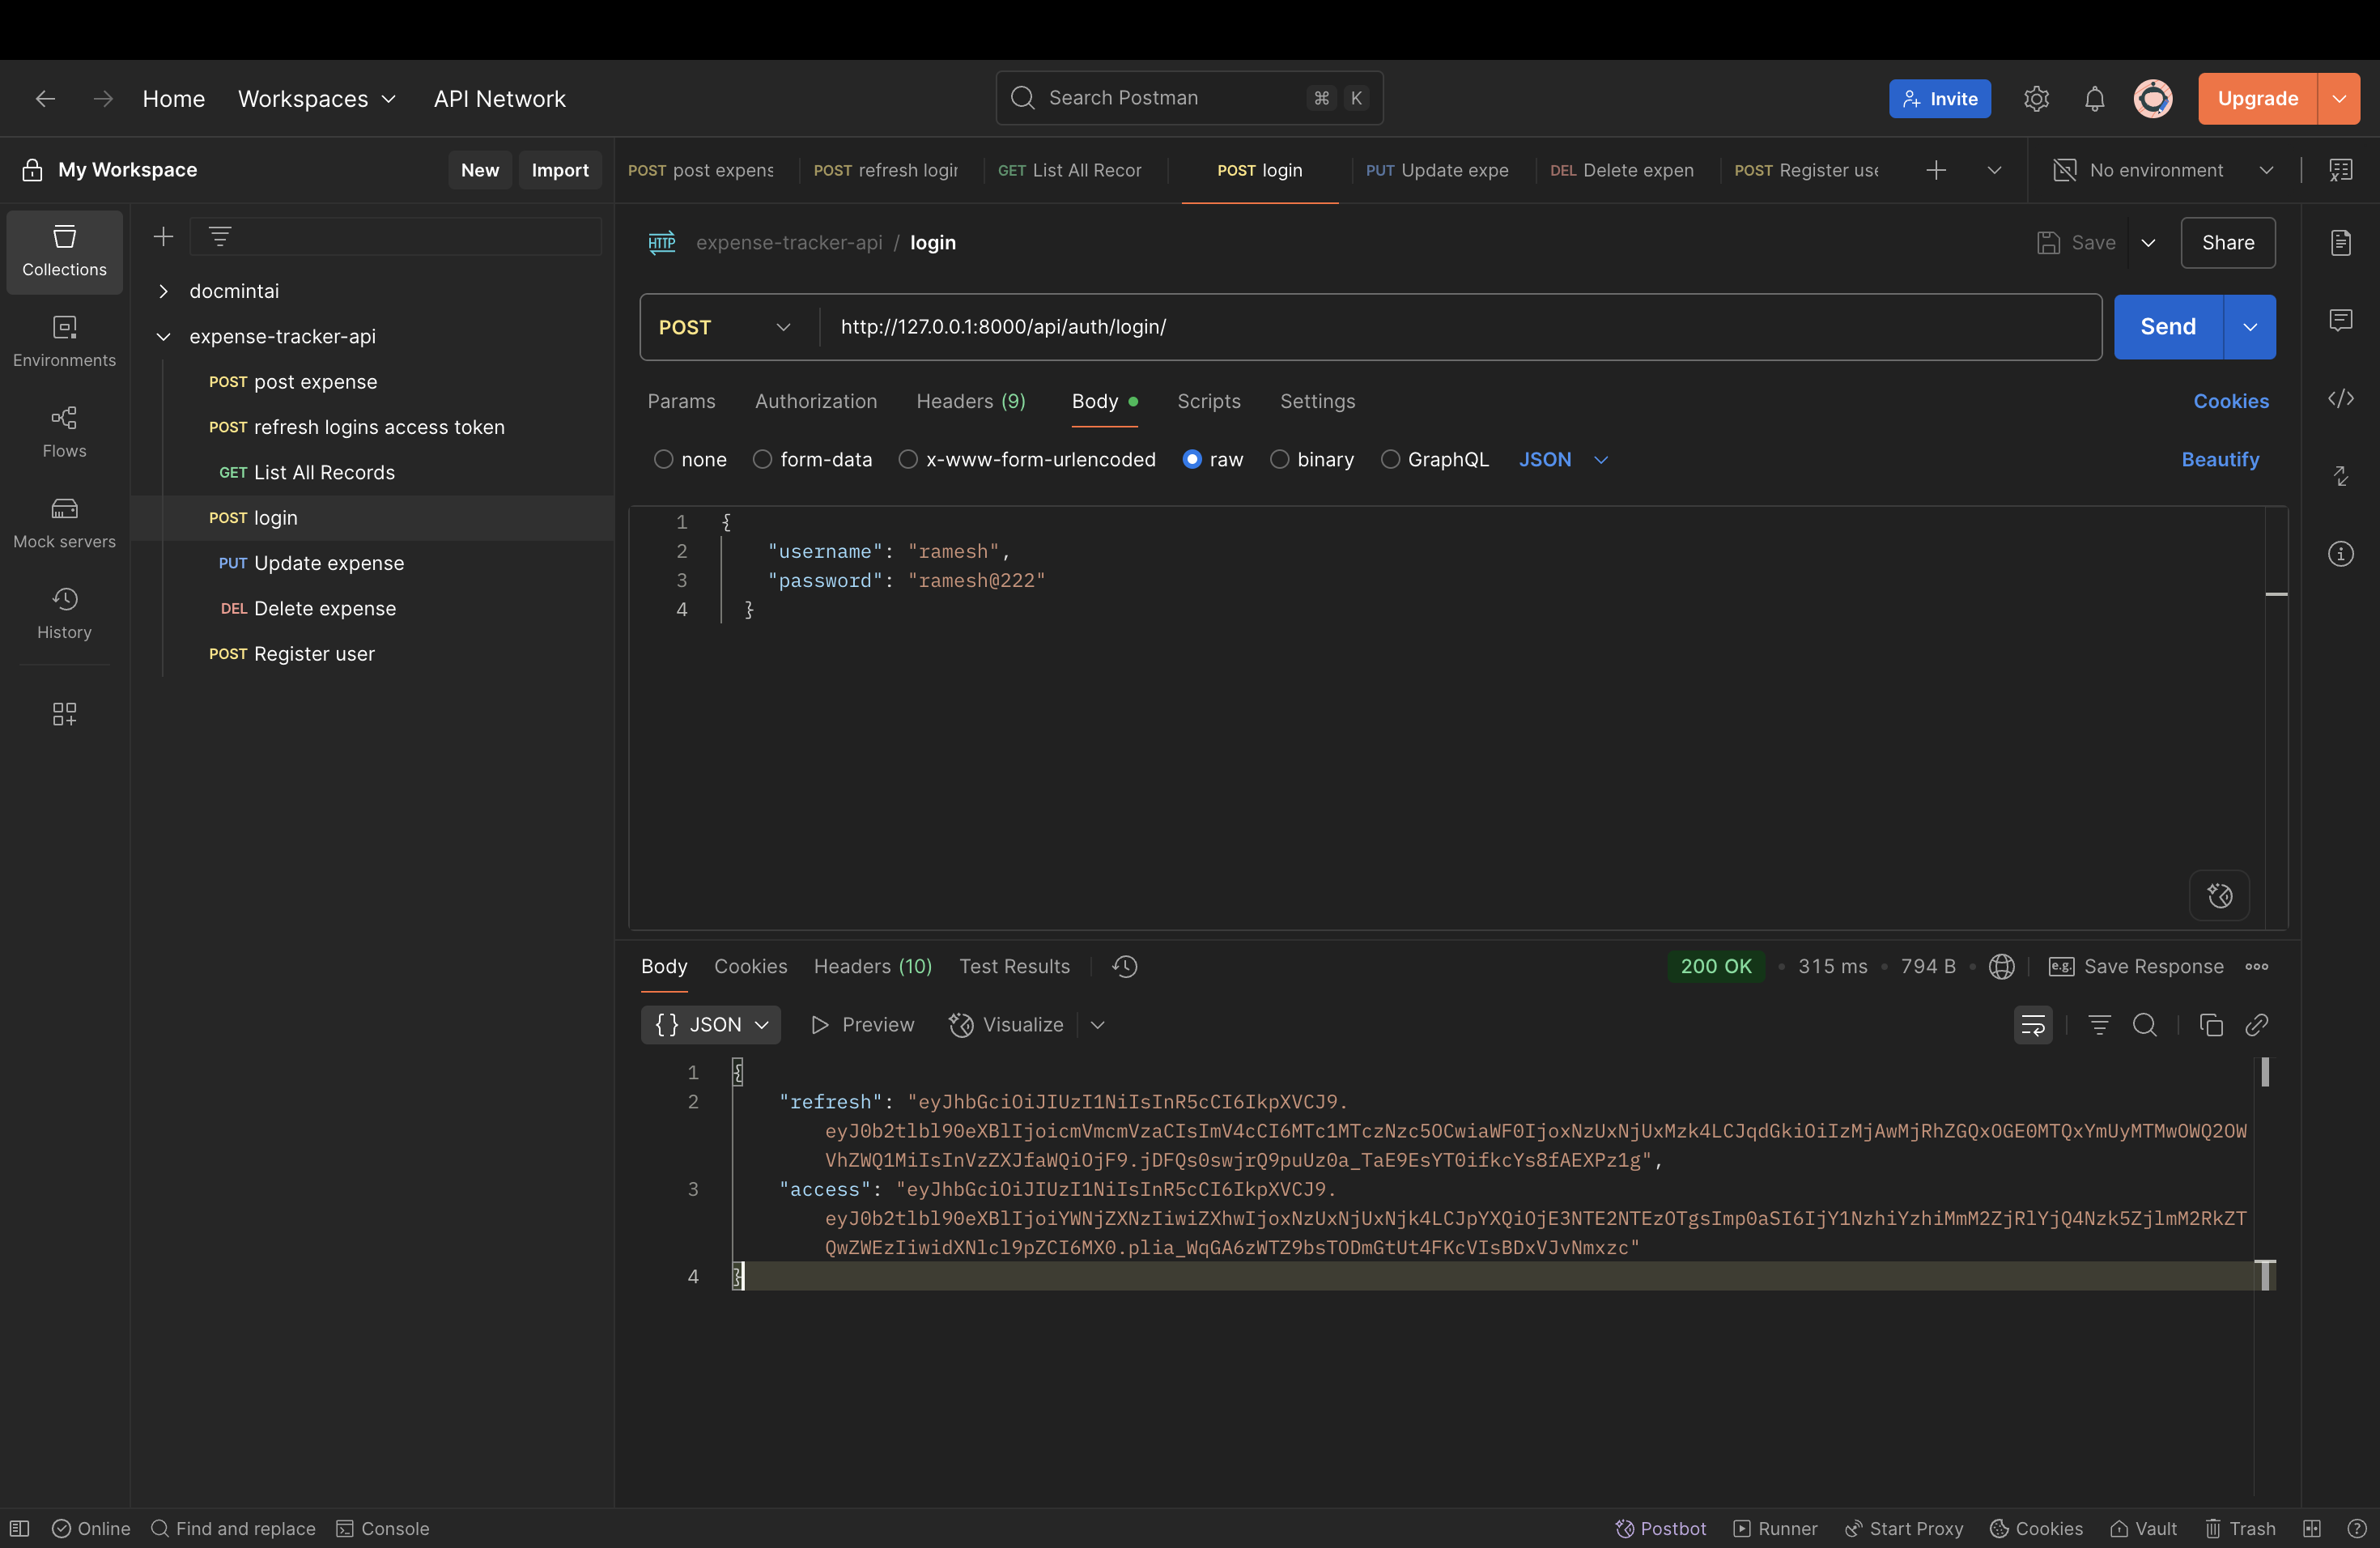 Home Workspaces API Network
Search Postman ⌘ K
Invite Upgrade
My Workspace New Import
POST post expens POST refresh login GET List All Recor POST login PUT Update expe DEL Delete expen POST Register use No environment
Collections
Environments
Flows
Mock servers
History
docmintai
expense-tracker-api
POST post expense
POST refresh logins access token
GET List All Records
POST login
PUT Update expense
DEL Delete expense
POST Register user
HTTP expense-tracker-api / login Save Share
POST http://127.0.0.1:8000/api/auth/login/ Send
Params Authorization Headers (9) Body Scripts Settings Cookies
none form-data x-www-form-urlencoded raw binary GraphQL JSON Beautify
1 {
2 "username": "ramesh",
3 "password": "ramesh@222"
4 }
Body Cookies Headers (10) Test Results 200 OK 315 ms 794 B e.g. Save Response
{} JSON Preview Visualize
1 {
2 "refresh": "eyJhbGciOiJIUzI1NiIsInR5cCI6IkpXVCJ9.
eyJ0b2tlbl90eXBlIjoicmVmcmVzaCIsImV4cCI6MTc1MTczNzc5OCwiaWF0IjoxNzUxNjUxMzk4LCJqdGkiOiIzMjAwMjRhZGQxOGE0MTQxYmUyMTMwOWQ2OW
VhZWQ1MiIsInVzZXJfaWQiOjF9.jDFQs0swjrQ9puUz0a_TaE9EsYT0ifkcYs8fAEXPz1g",
3 "access": "eyJhbGciOiJIUzI1NiIsInR5cCI6IkpXVCJ9.
eyJ0b2tlbl90eXBlIjoiYWNjZXNzIiwiZXhwIjoxNzUxNjUxNjk4LCJpYXQiOjE3NTE2NTEzOTgsImp0aSI6IjY1NzhiYzhiMmM2ZjRlYjQ4Nzk5ZjlmM2RkZT
QwZWEzIiwidXNlcl9pZCI6MX0.plia_WqGA6zWTZ9bsTODmGtUt4FKcVIsBDxVJvNmxzc"
4 }
Online Find and replace Console Postbot Runner Start Proxy Cookies Vault Trash